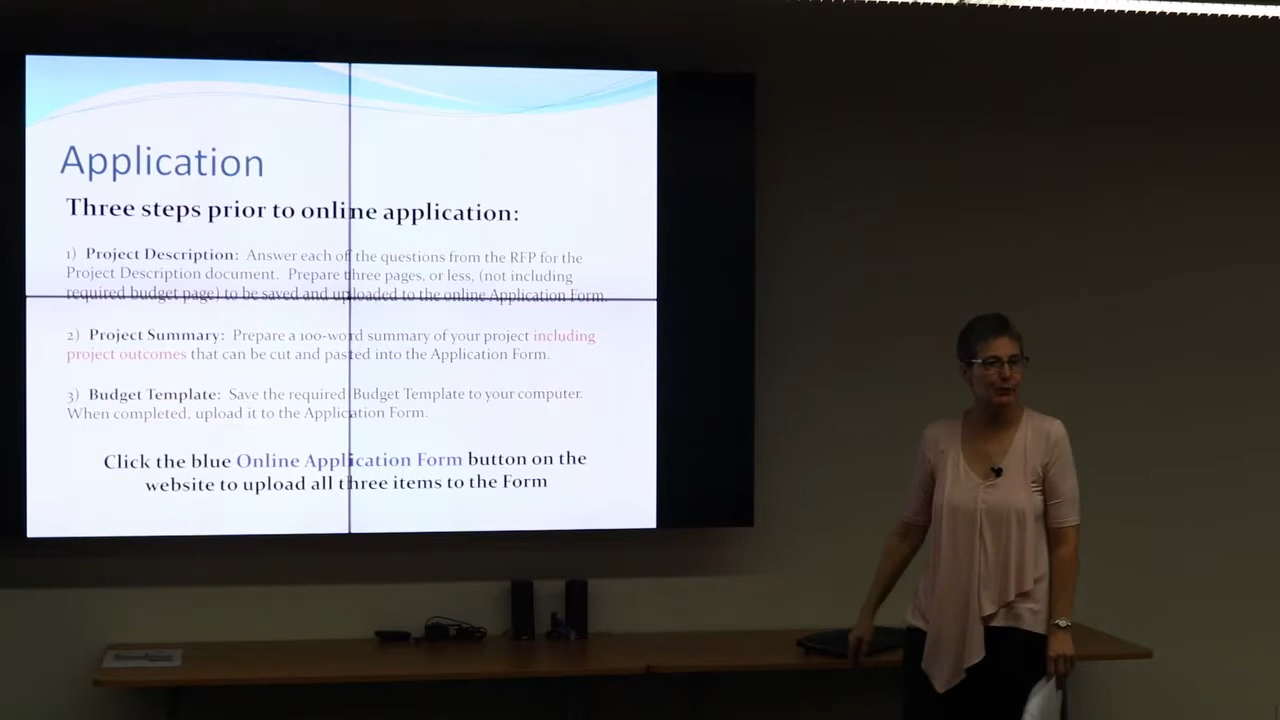 Application
Three steps prior to online application:
1) Project Description: Answer each of the questions from the RFP for the
Project Description document. Prepare three pages, or less, (not including
required budget page) to be saved and uploaded to the online Application Form.
2) Project Summary: Prepare a 100-word summary of your project including
project outcomes that can be cut and pasted into the Application Form.
3) Budget Template: Save the required Budget Template to your computer.
When completed, upload it to the Application Form.
Click the blue Online Application Form button on the
website to upload all three items to the Form